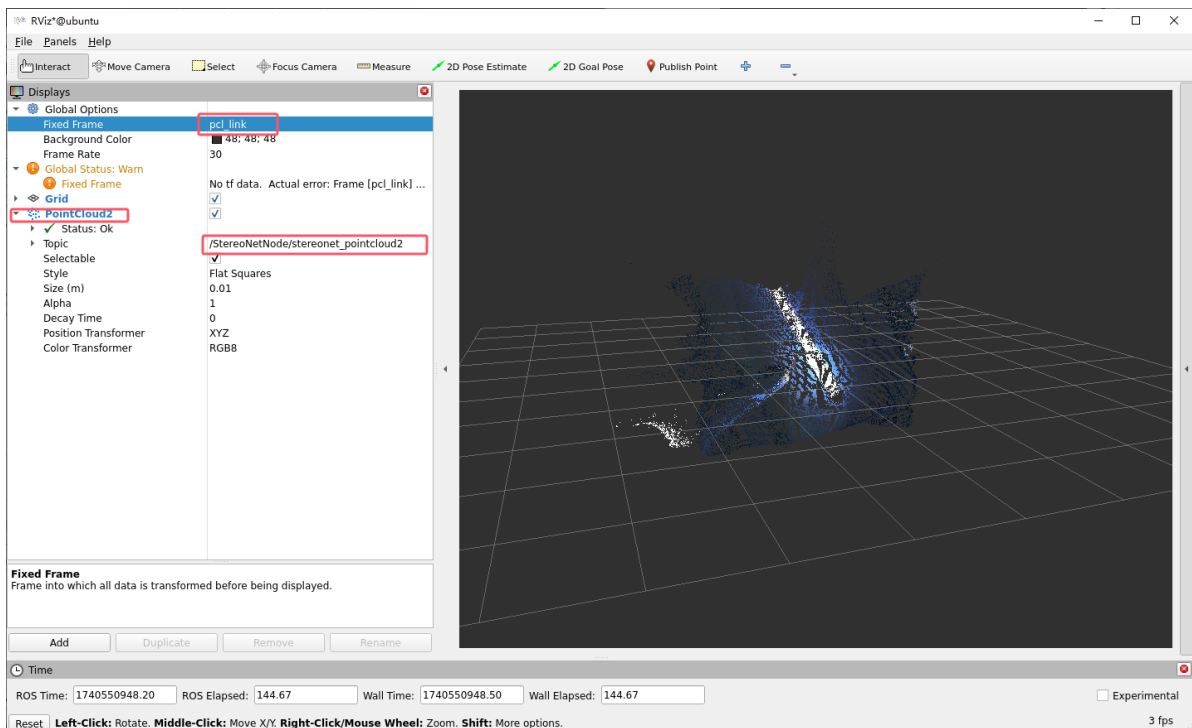 RViz*@ubuntu
File Panels Help
Interact Move Camera Select Focus Camera Measure 2D Pose Estimate 2D Goal Pose Publish Point
Displays
Global Options
Fixed Frame pcl_link
Background Color 48; 48; 48
Frame Rate 30
Global Status: Warn
Fixed Frame No tf data. Actual error: Frame [pcl_link] ...
Grid
PointCloud2
Status: Ok
Topic /StereoNetNode/stereonet_pointcloud2
Selectable
Style Flat Squares
Size (m) 0.01
Alpha 1
Decay Time 0
Position Transformer XYZ
Color Transformer RGB8
Fixed Frame
Frame into which all data is transformed before being displayed.
Add Duplicate Remove Rename
Time
ROS Time: 1740550948.20 ROS Elapsed: 144.67 Wall Time: 1740550948.50 Wall Elapsed: 144.67 Experimental
Reset Left-Click: Rotate. Middle-Click: Move X/Y. Right-Click/Mouse Wheel: Zoom. Shift: More options. 3 fps